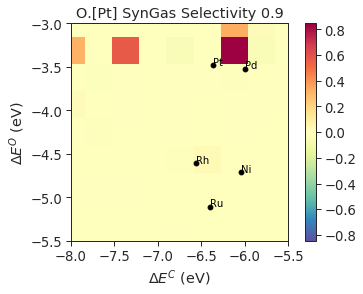 O.[Pt] SynGas Selectivity 0.9
−3.0
−3.5
−4.0
−4.5
−5.0
−5.5
ΔE^O (eV)
Pt
Pd
Rh
Ni
Ru
−8.0 −7.5 −7.0 −6.5 −6.0 −5.5
ΔE^C (eV)
0.8
0.6
0.4
0.2
0.0
−0.2
−0.4
−0.6
−0.8